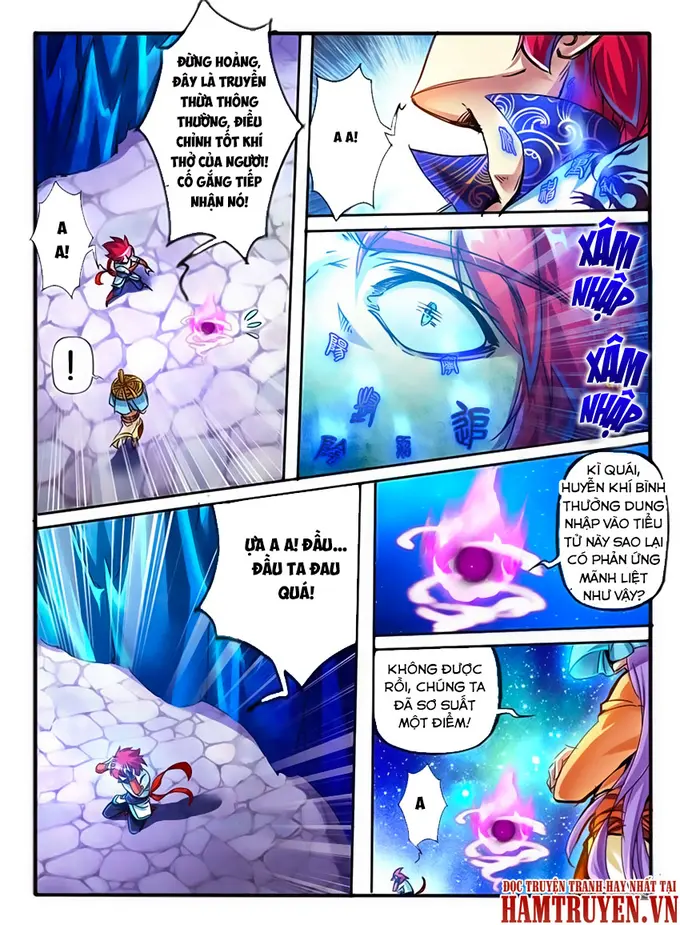 ĐỪNG HOẢNG,
ĐÂY LÀ TRUYỀN
THỪA THÔNG
THƯỜNG, ĐIỀU
CHỈNH TỐT KHÍ
THỞ CỦA NGƯƠI!
CỐ GẮNG TIẾP
NHẬN NÓ!
A A!
A
A!
!
XÂM
NHẬP
XÂM
NHẬP
ỰA A A! ĐẦU...
ĐẦU TA ĐAU
QUÁ!
KÌ QUÁI,
HUYỄN KHÍ BÌNH
THƯỜNG DUNG
NHẬP VÀO TIỂU
TỬ NÀY SAO LẠI
CÓ PHẢN ỨNG
MÃNH LIỆT
NHƯ VẬY?
KHÔNG ĐƯỢC
RỒI, CHÚNG TA
ĐÃ SƠ SUẤT
MỘT ĐIỂM!
A
ĐỌC TRUYỆN TRANH HAY NHẤT TẠI
HAMTRUYEN.VN